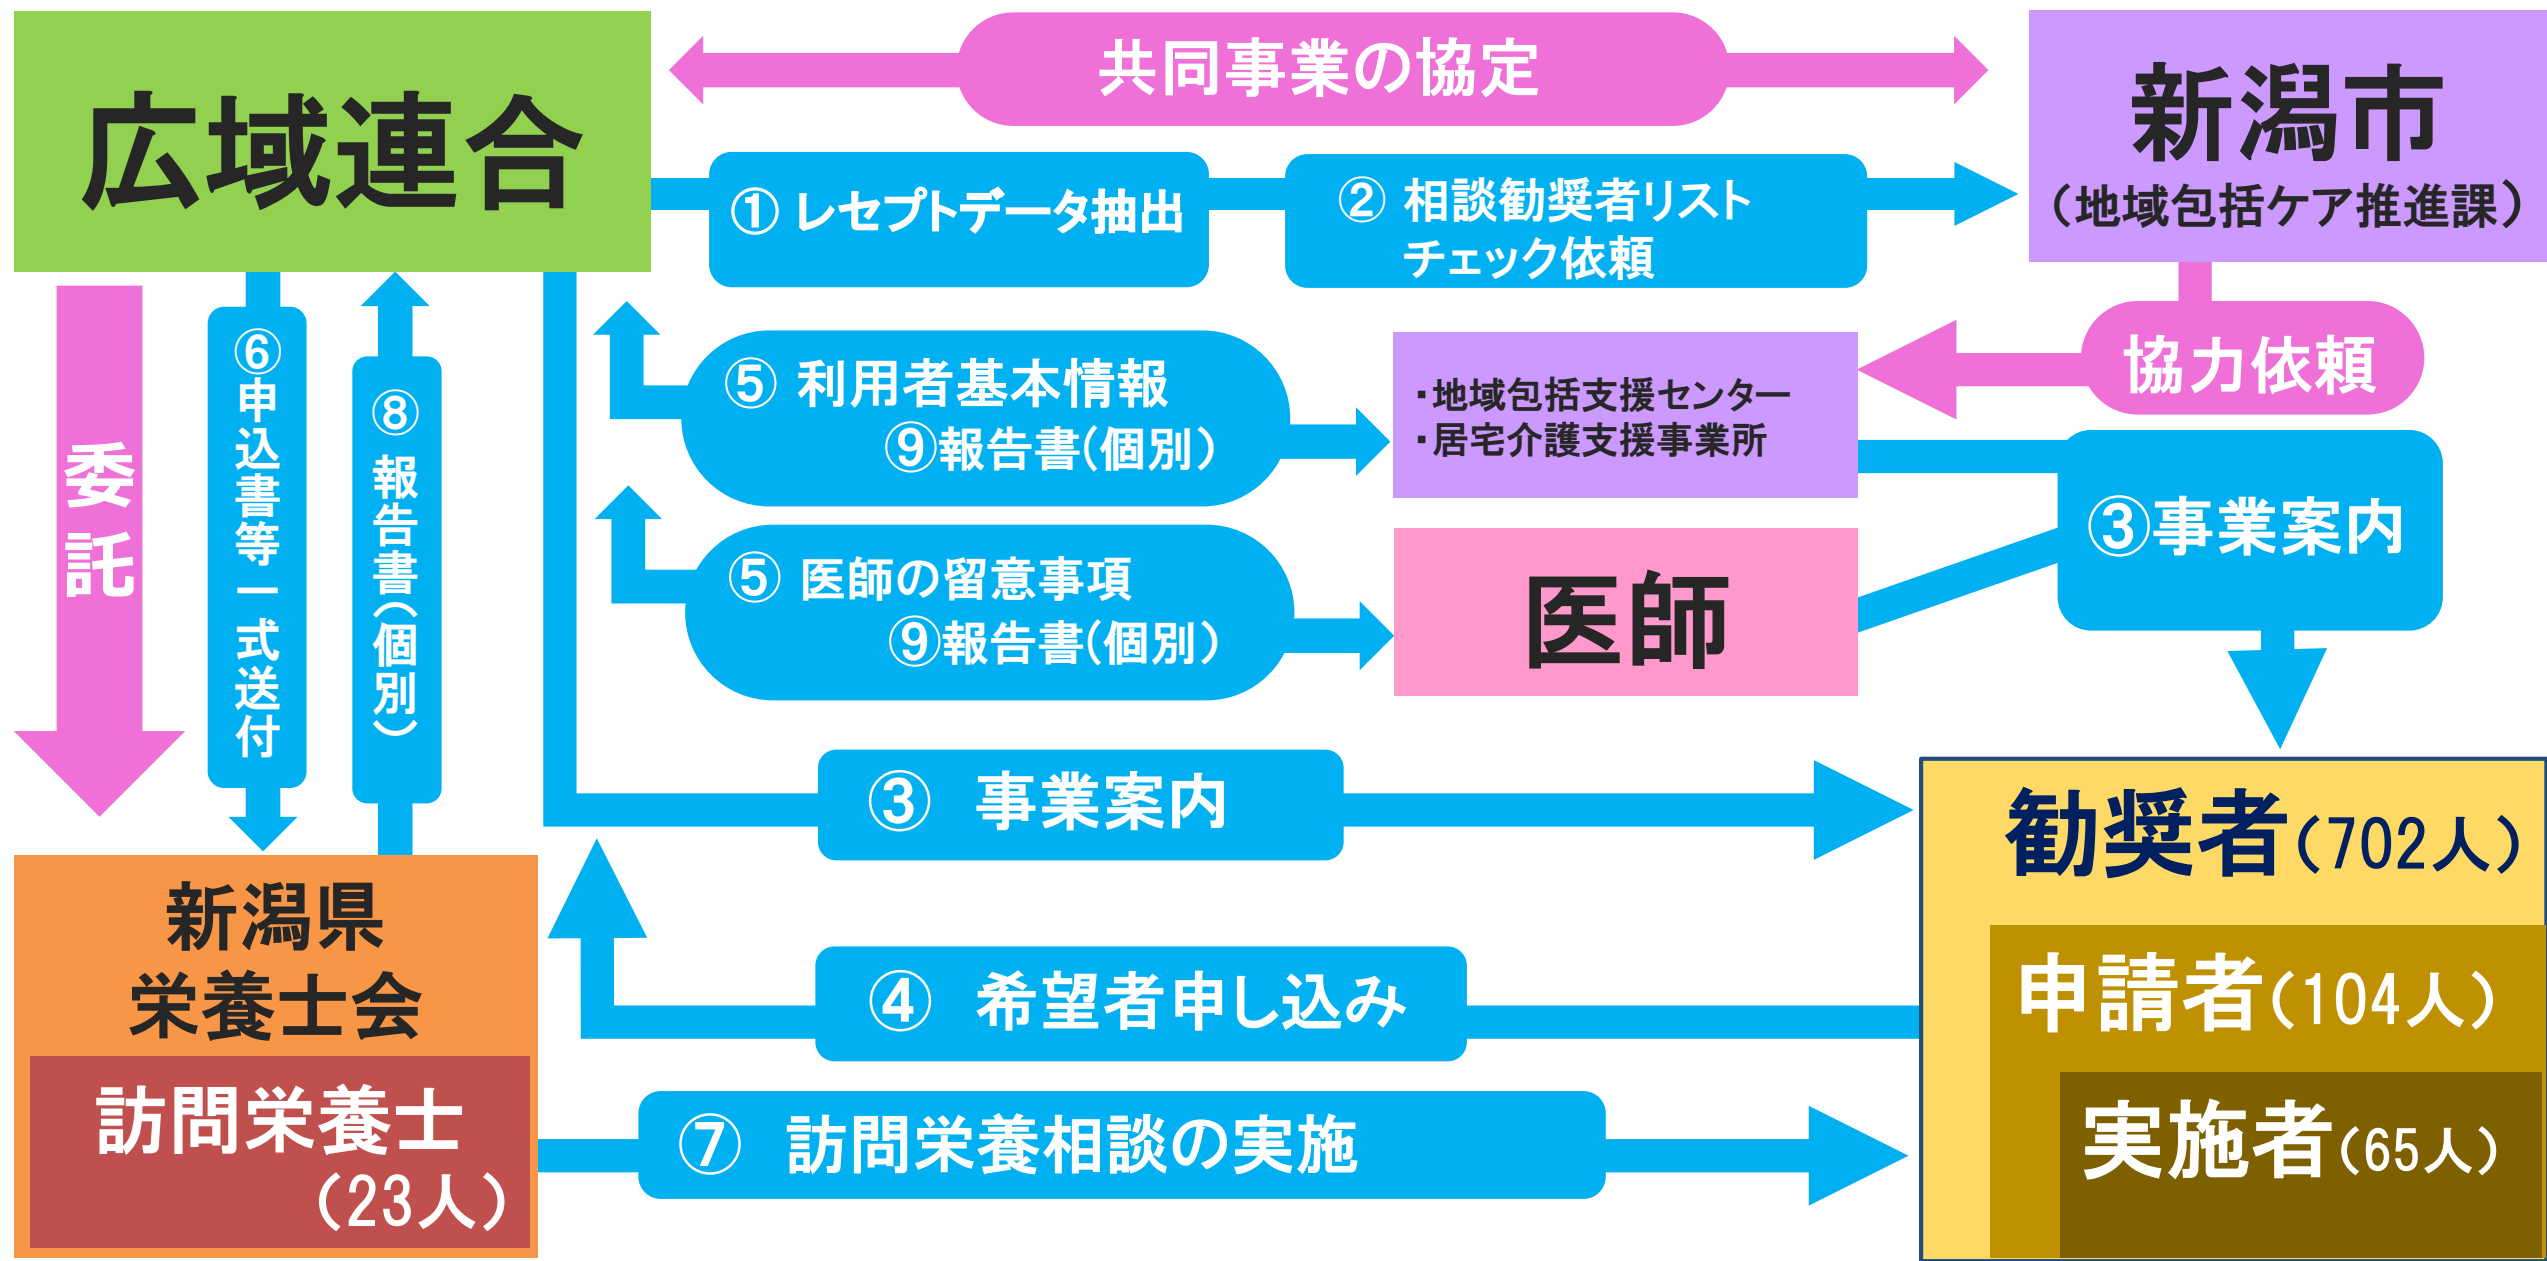 広域連合
共同事業の協定
新潟市
（地域包括ケア推進課）
① レセプトデータ抽出
② 相談勧奨者リスト
チェック依頼
委託
⑥申込書等一式送付
⑧報告書（個別）
⑤ 利用者基本情報
⑨報告書（個別）
・地域包括支援センター
・居宅介護支援事業所
協力依頼
⑤ 医師の留意事項
⑨報告書（個別）
医師
③事業案内
③　事業案内
勧奨者（702人）
新潟県
栄養士会
④　希望者申し込み
申請者（104人）
訪問栄養士
（23人）
⑦　訪問栄養相談の実施
実施者（65人）